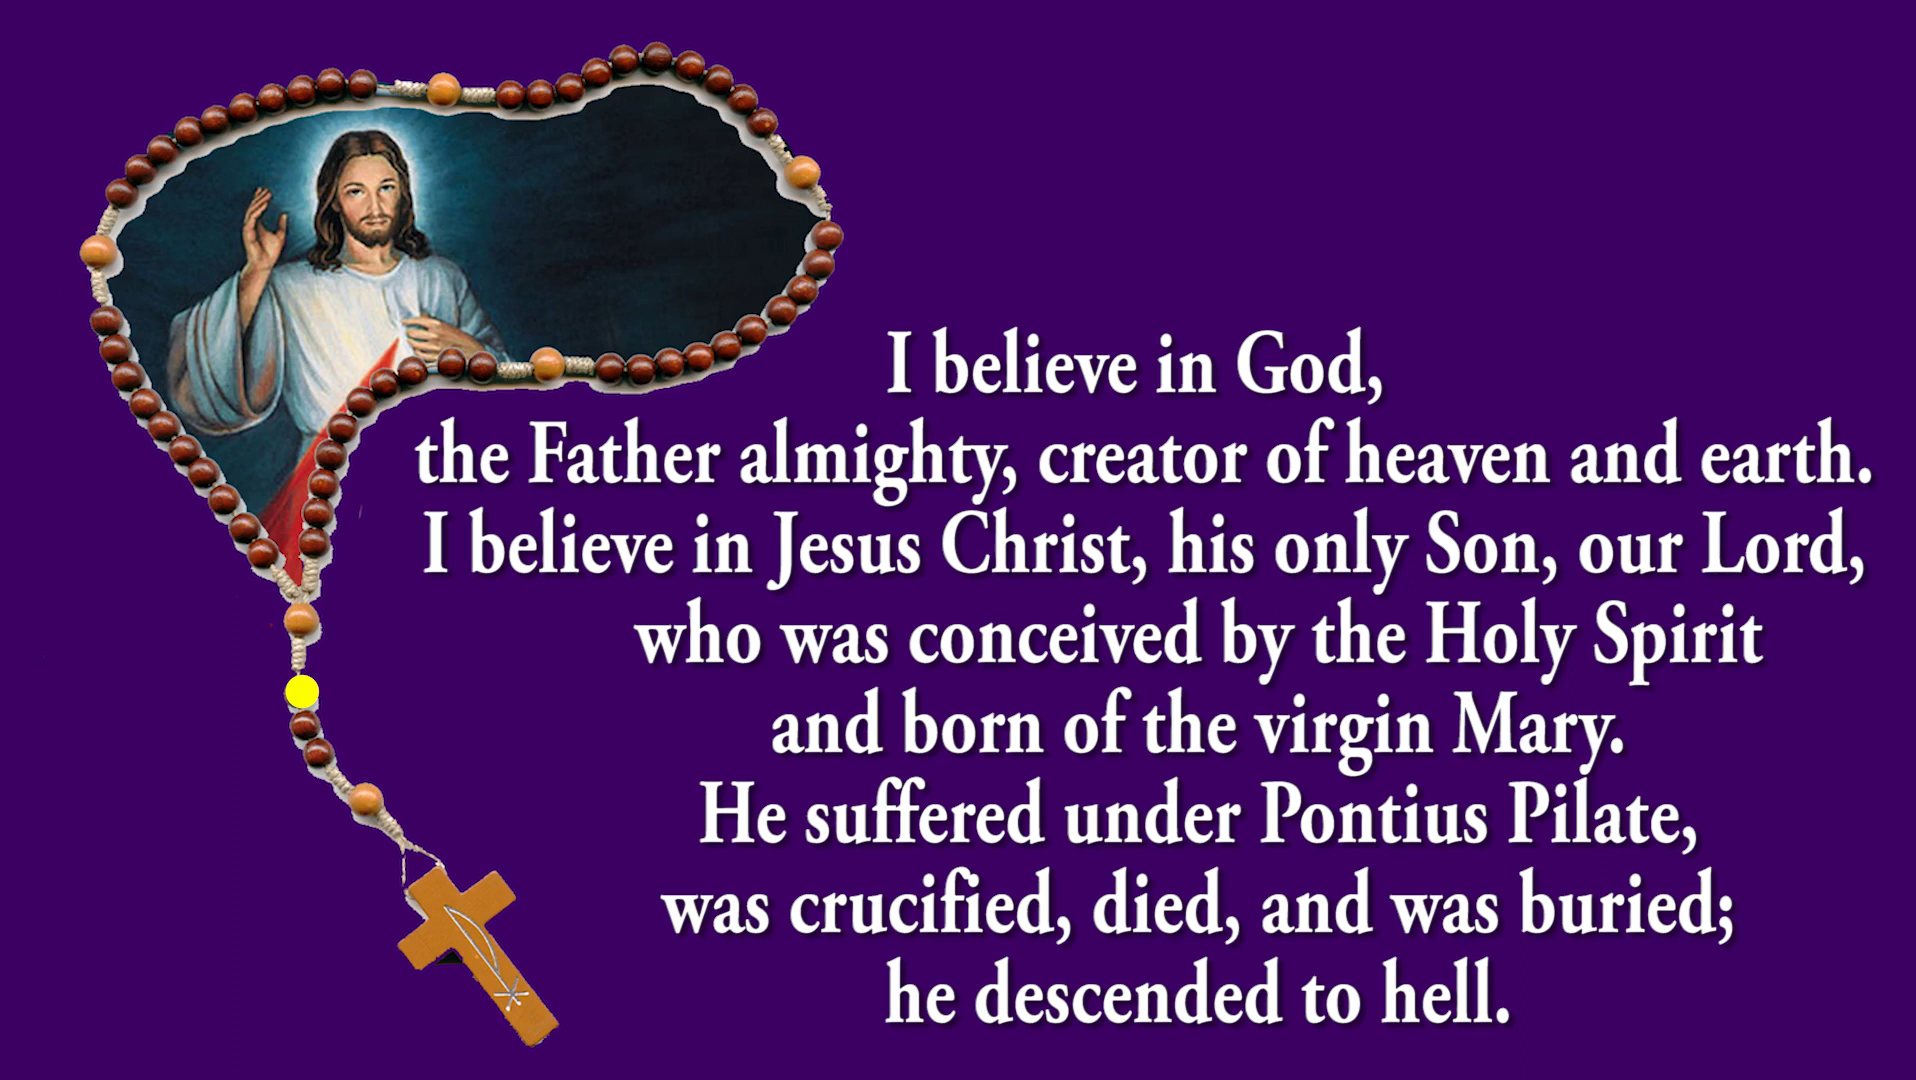 I believe in God,
the Father almighty, creator of heaven and earth.
I believe in Jesus Christ, his only Son, our Lord,
who was conceived by the Holy Spirit
and born of the virgin Mary.
He suffered under Pontius Pilate,
was crucified, died, and was buried;
he descended to hell.